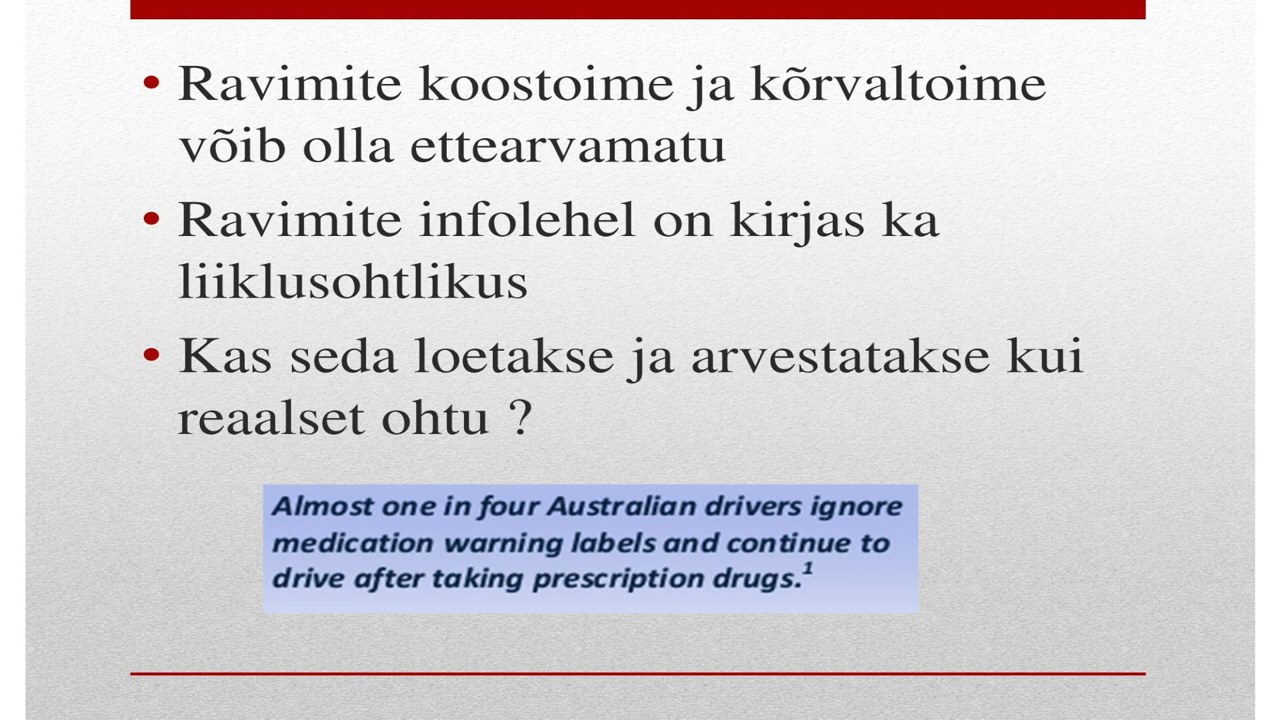 • Ravimite koostoime ja kõrvaltoime
võib olla ettearvamatu
• Ravimite infolehel on kirjas ka
liiklusohtlikus
• Kas seda loetakse ja arvestatakse kui
reaalset ohtu ?
Almost one in four Australian drivers ignore
medication warning labels and continue to
drive after taking prescription drugs.¹